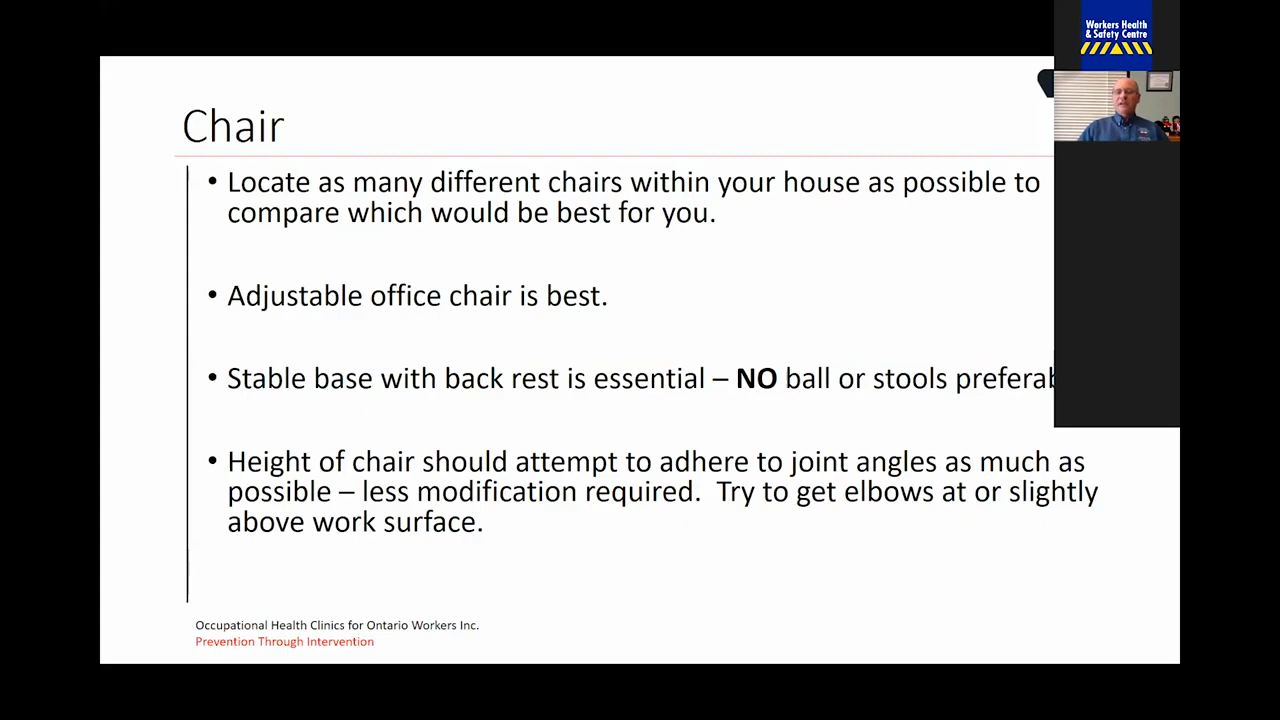 Workers Health
& Safety Centre
Chair
• Locate as many different chairs within your house as possible to
compare which would be best for you.
• Adjustable office chair is best.
• Stable base with back rest is essential – NO ball or stools
• Height of chair should attempt to adhere to joint angles as much as
possible – less modification required. Try to get elbows at or slightly
above work surface.
Occupational Health Clinics for Ontario Workers Inc.
Prevention Through Intervention